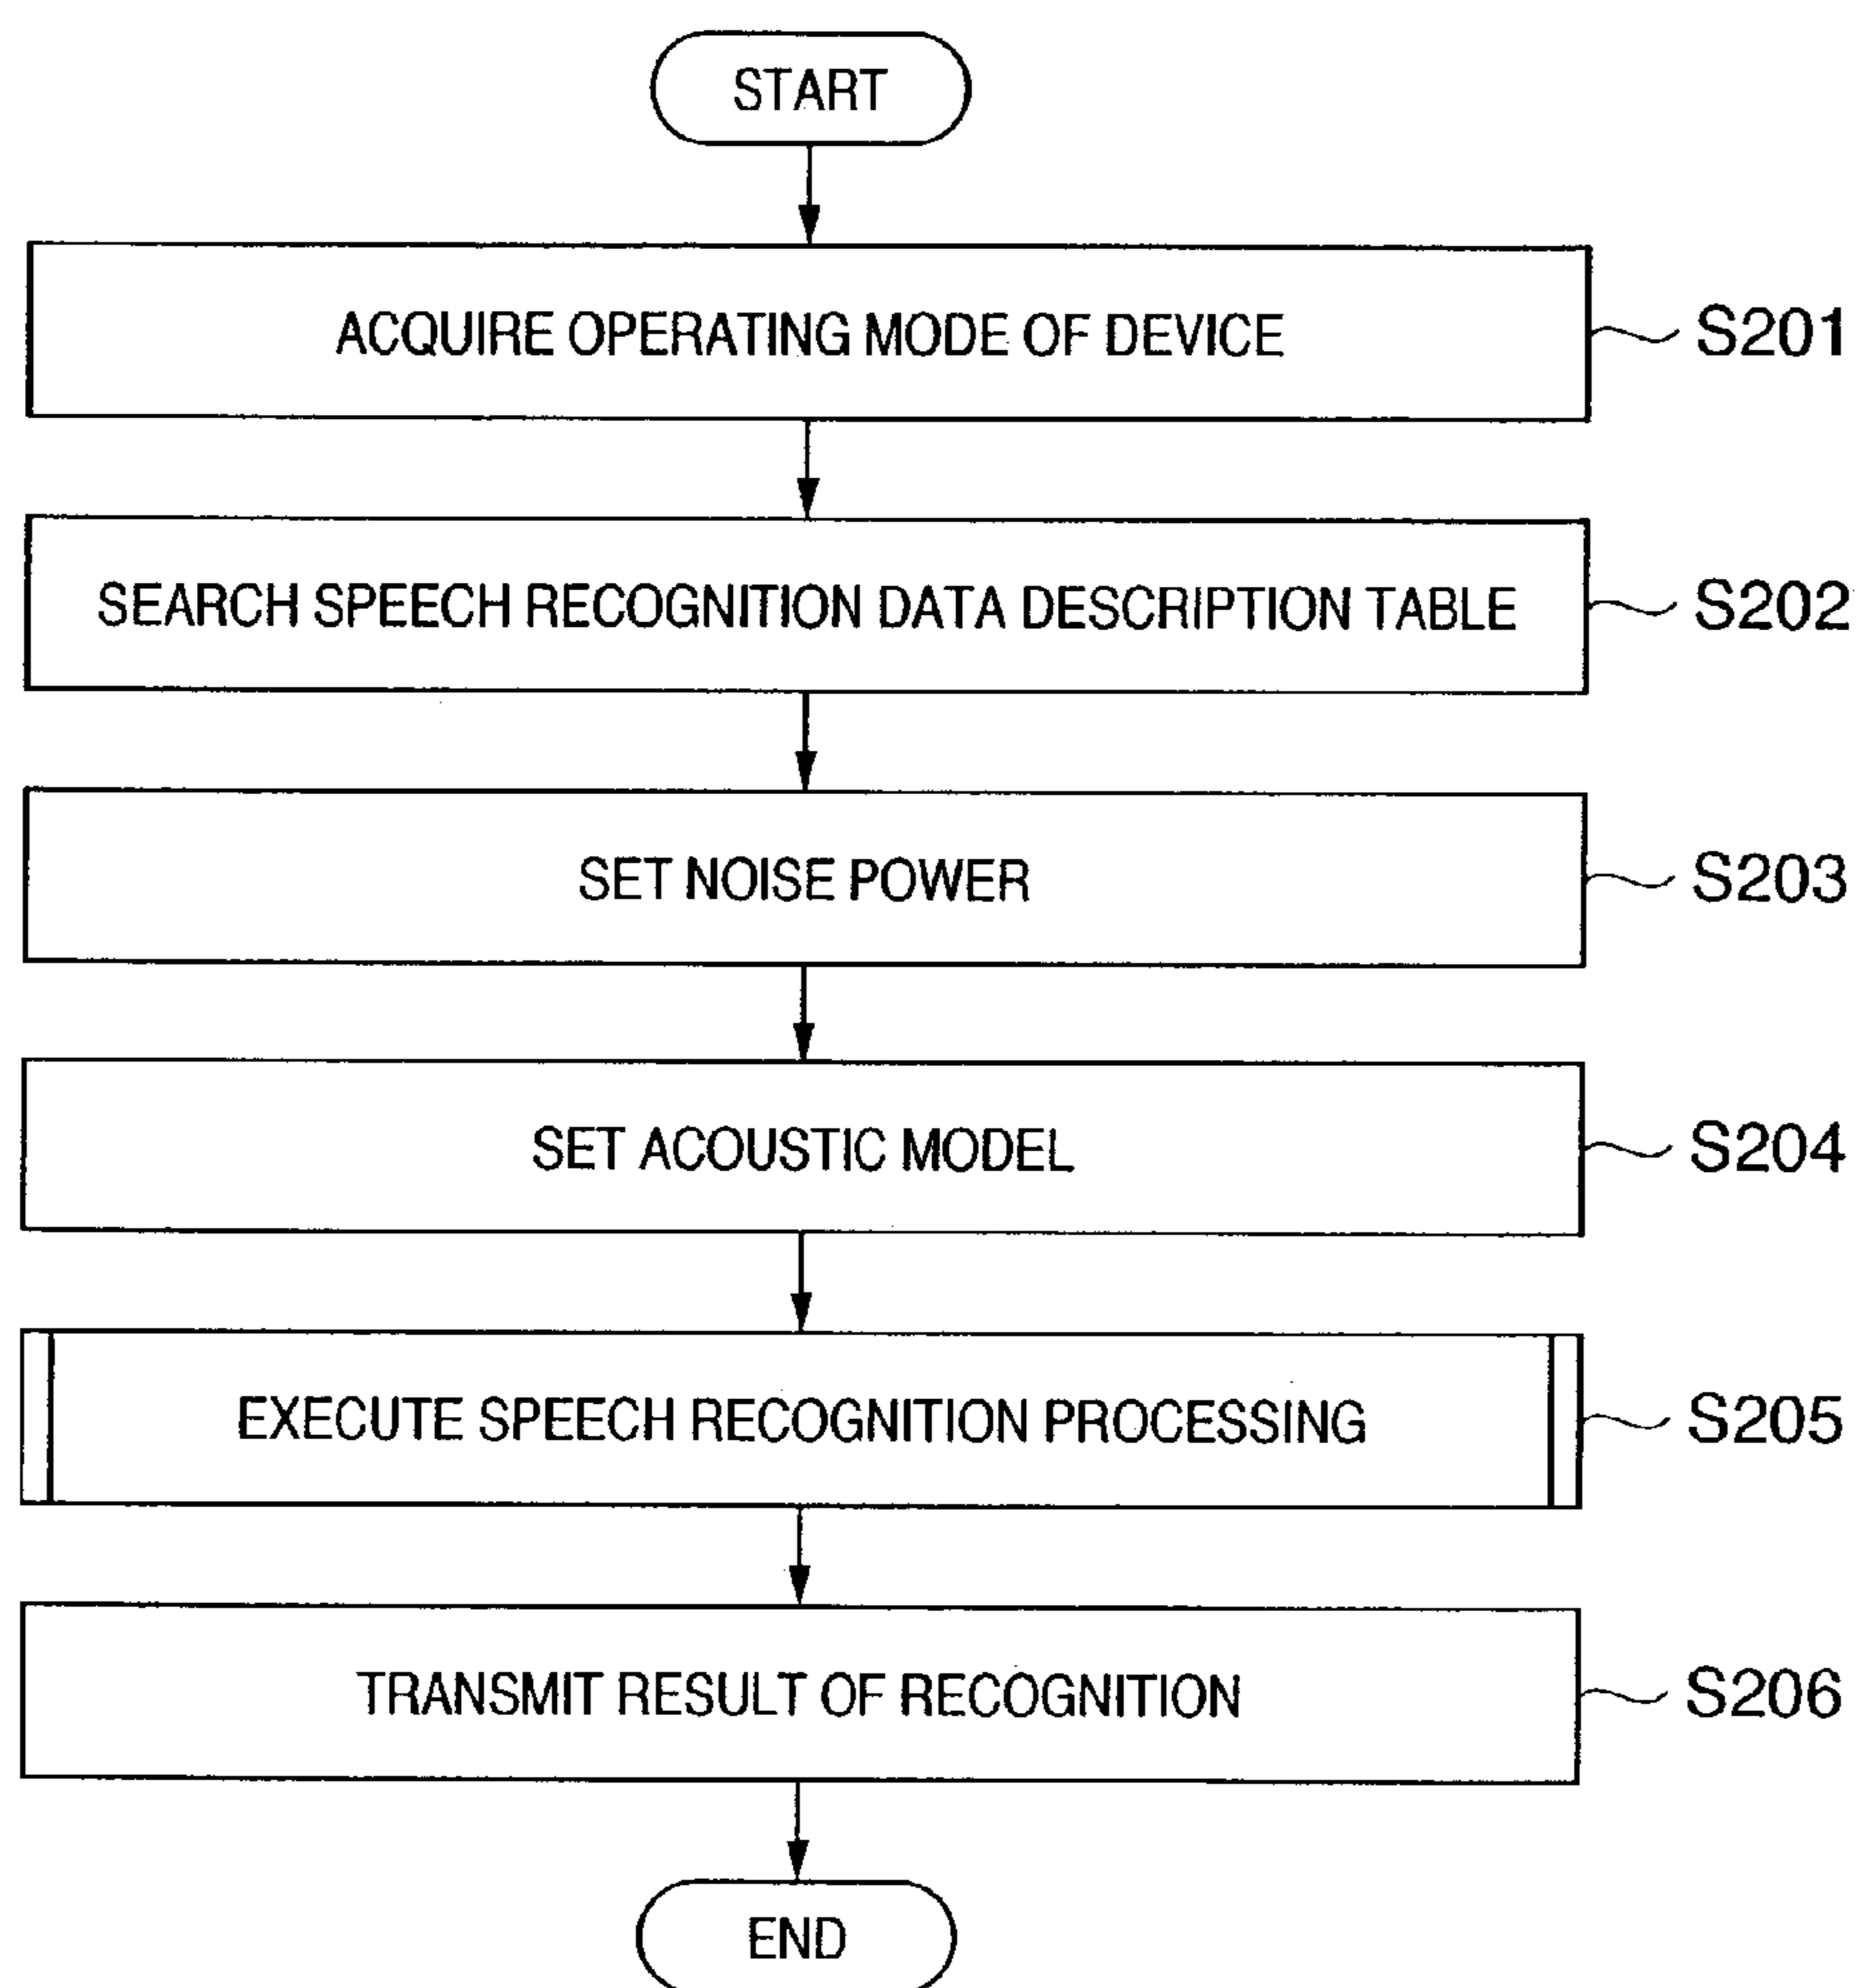 START
ACQUIRE OPERATING MODE OF DEVICE S201
SEARCH SPEECH RECOGNITION DATA DESCRIPTION TABLE S202
SET NOISE POWER S203
SET ACOUSTIC MODEL S204
EXECUTE SPEECH RECOGNITION PROCESSING S205
TRANSMIT RESULT OF RECOGNITION S206
END